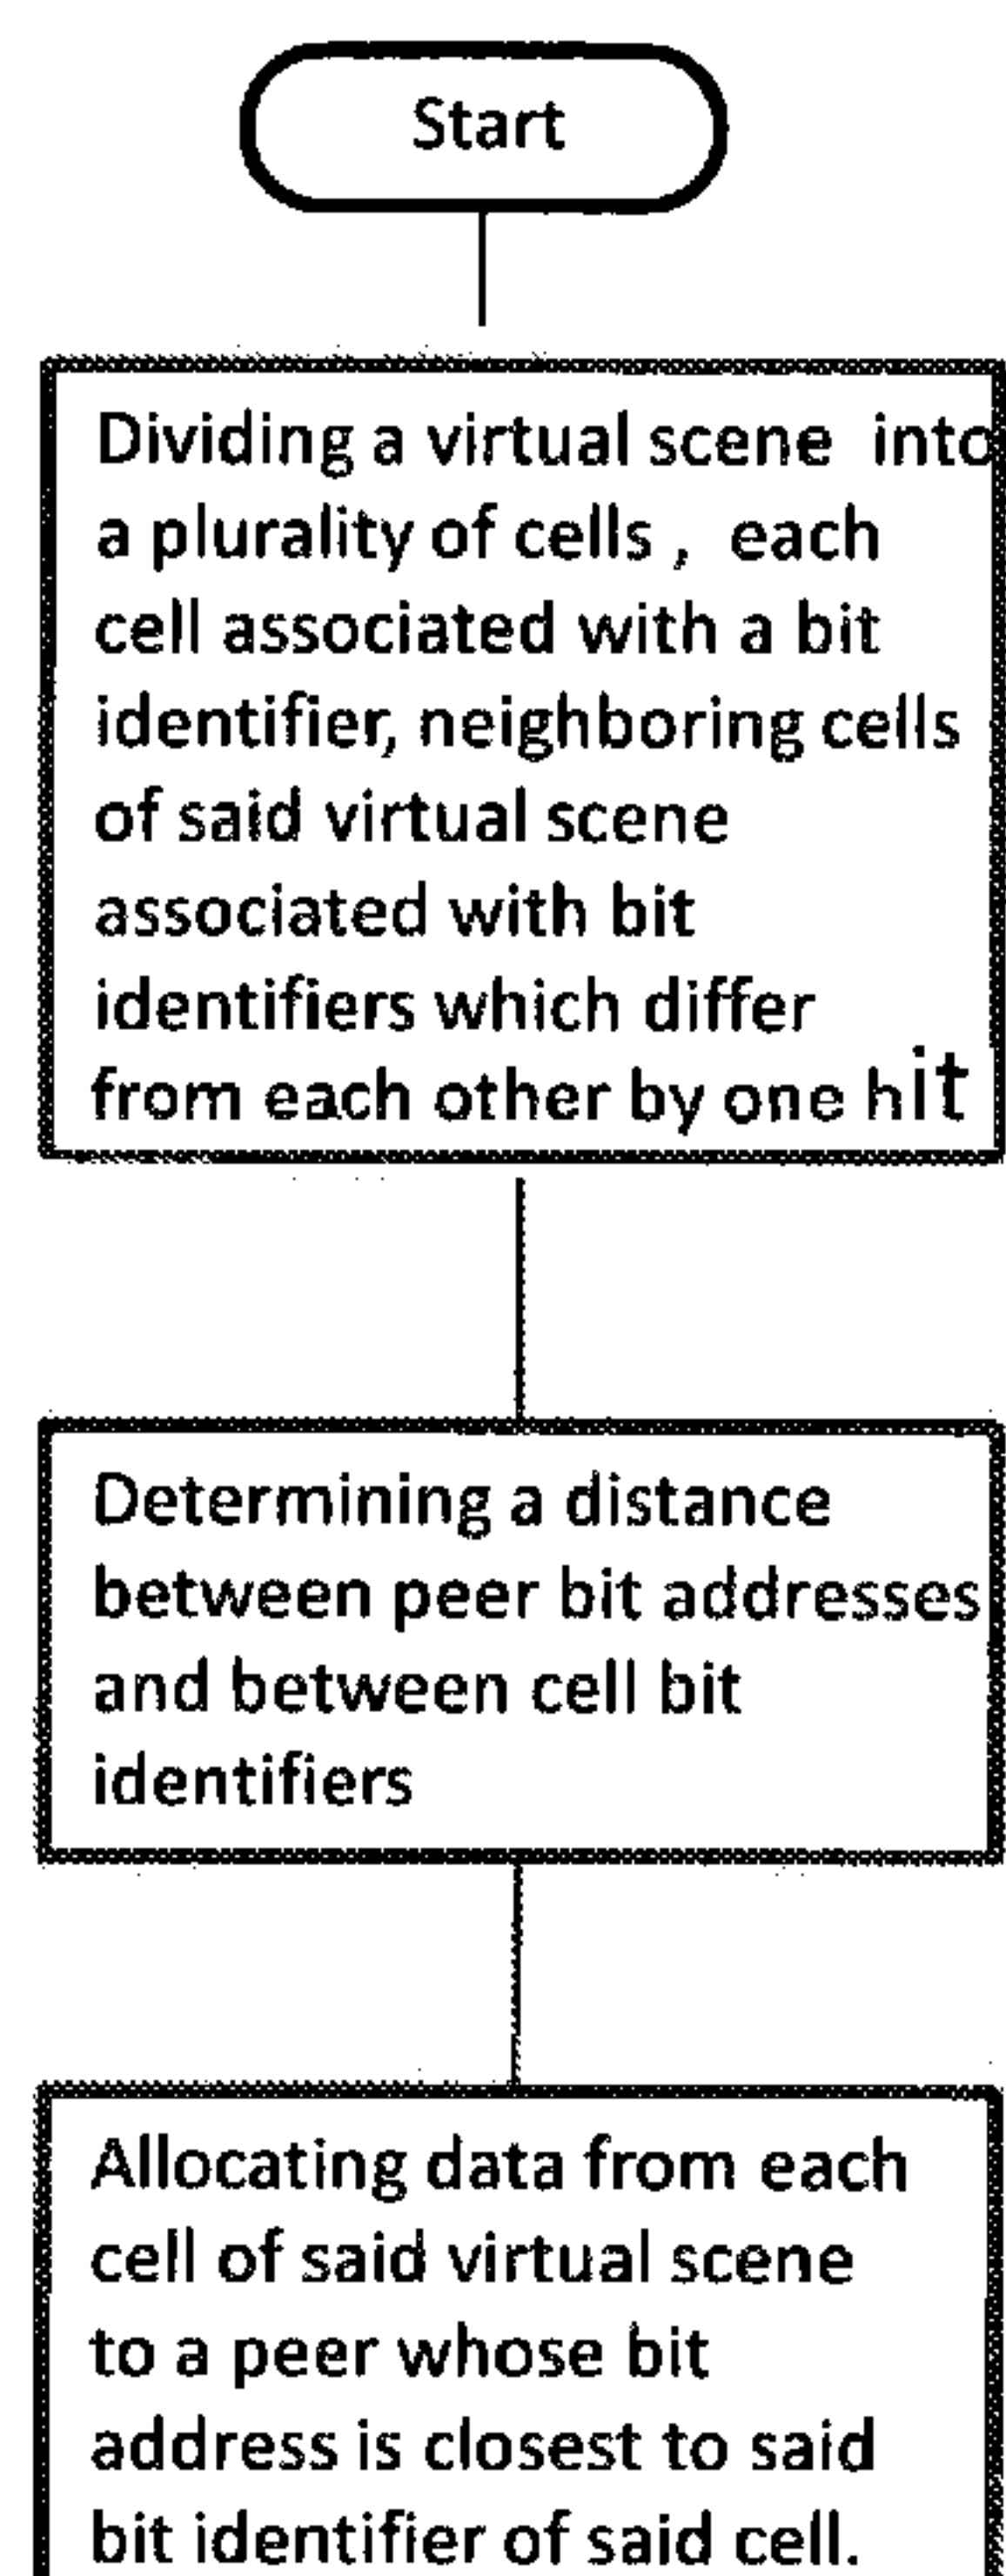 Start
Dividing a virtual scene into
a plurality of cells , each
cell associated with a bit
identifier, neighboring cells
of said virtual scene
associated with bit
identifiers which differ
from each other by one hit
Determining a distance
between peer bit addresses
and between cell bit
identifiers
Allocating data from each
cell of said virtual scene
to a peer whose bit
address is closest to said
bit identifier of said cell.